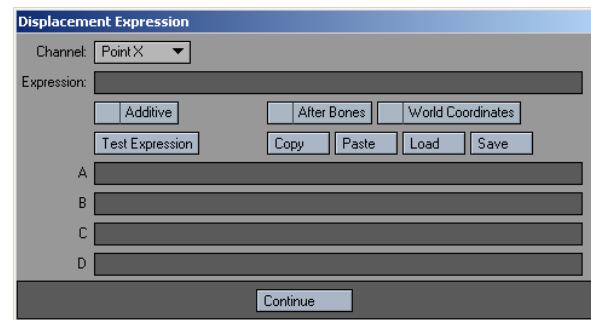 Displacement Expression
Channel: Point X
Expression:
Additive After Bones World Coordinates
Test Expression Copy Paste Load Save
A
B
C
D
Continue